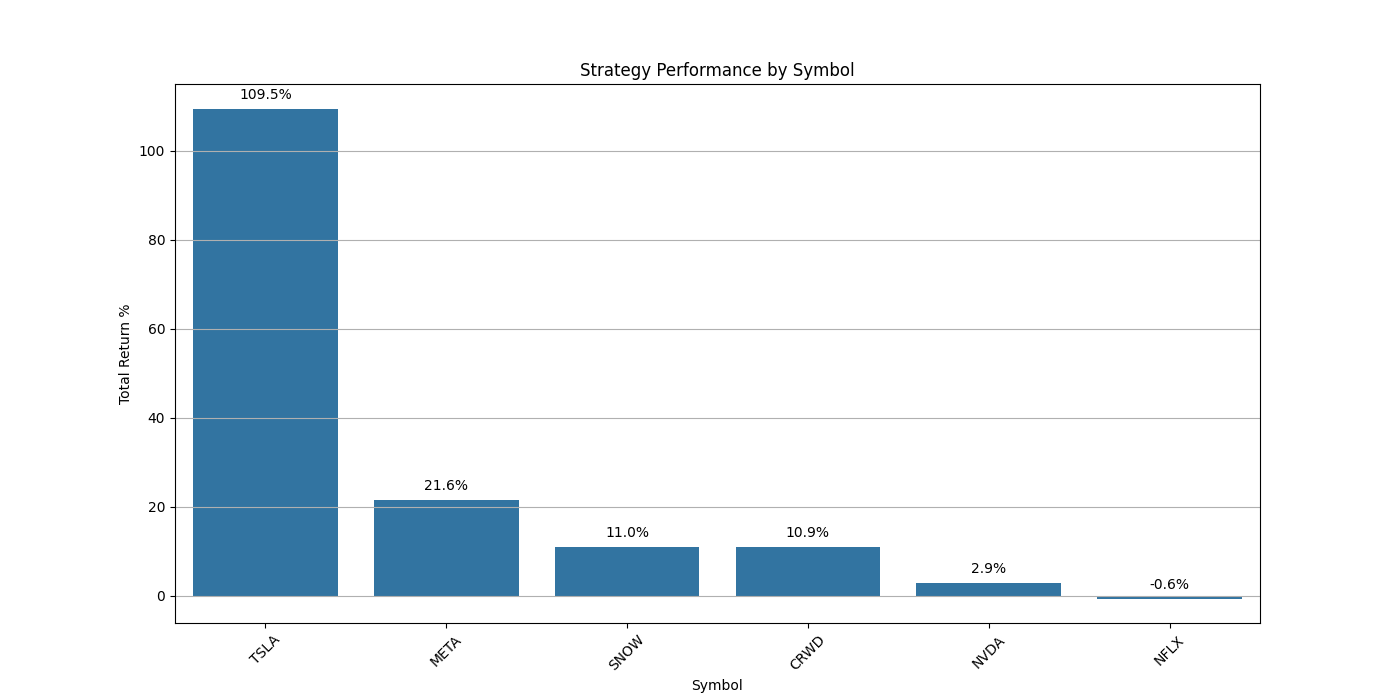 Strategy Performance by Symbol
109.5%
100
80
60
40
20
0
Total Return %
21.6%
11.0%
10.9%
2.9%
-0.6%
TSLA
META
SNOW
CRWD
NVDA
NFLX
Symbol